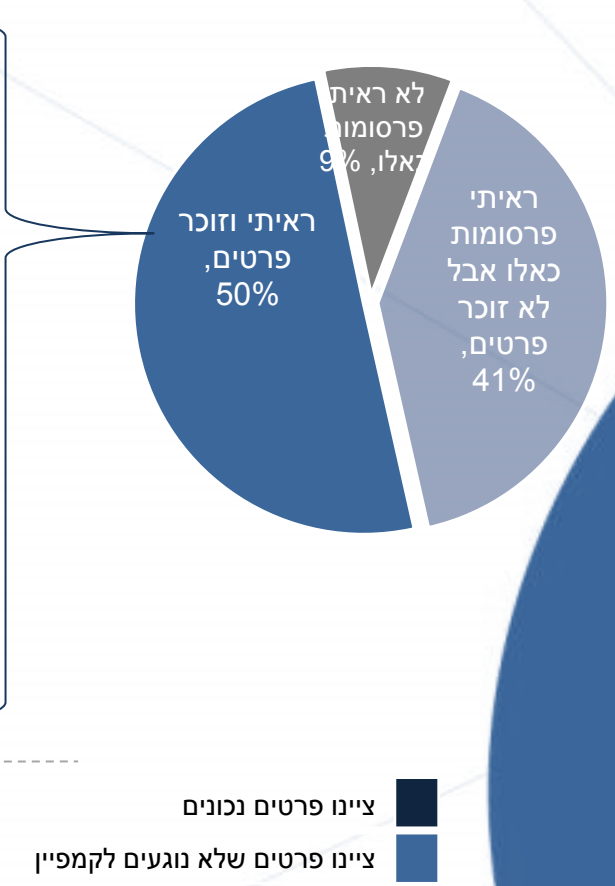 לא ראית
פרסומות
כאלו, 9%
ראיתי
פרסומות
כאלו אבל
לא זוכר
פרטים,
41%
ראיתי וזוכר
פרטים,
50%
ציינו פרטים נכונים
ציינו פרטים שלא נוגעים לקמפיין